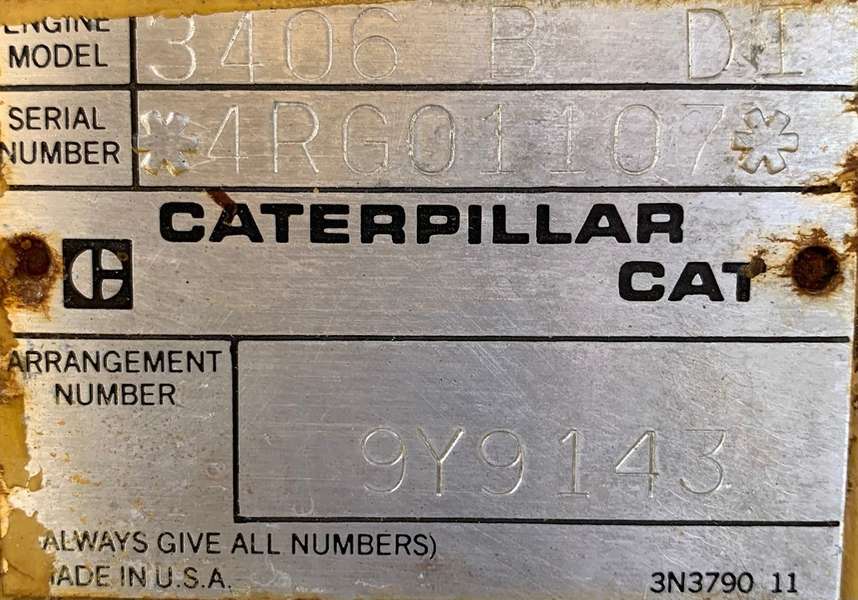 ENGINE
MODEL
3406 B DI
SERIAL
NUMBER
*4RG01107*
CATERPILLAR
CAT
ARRANGEMENT
NUMBER
9Y9143
ALWAYS GIVE ALL NUMBERS)
MADE IN U.S.A.
3N3790 11